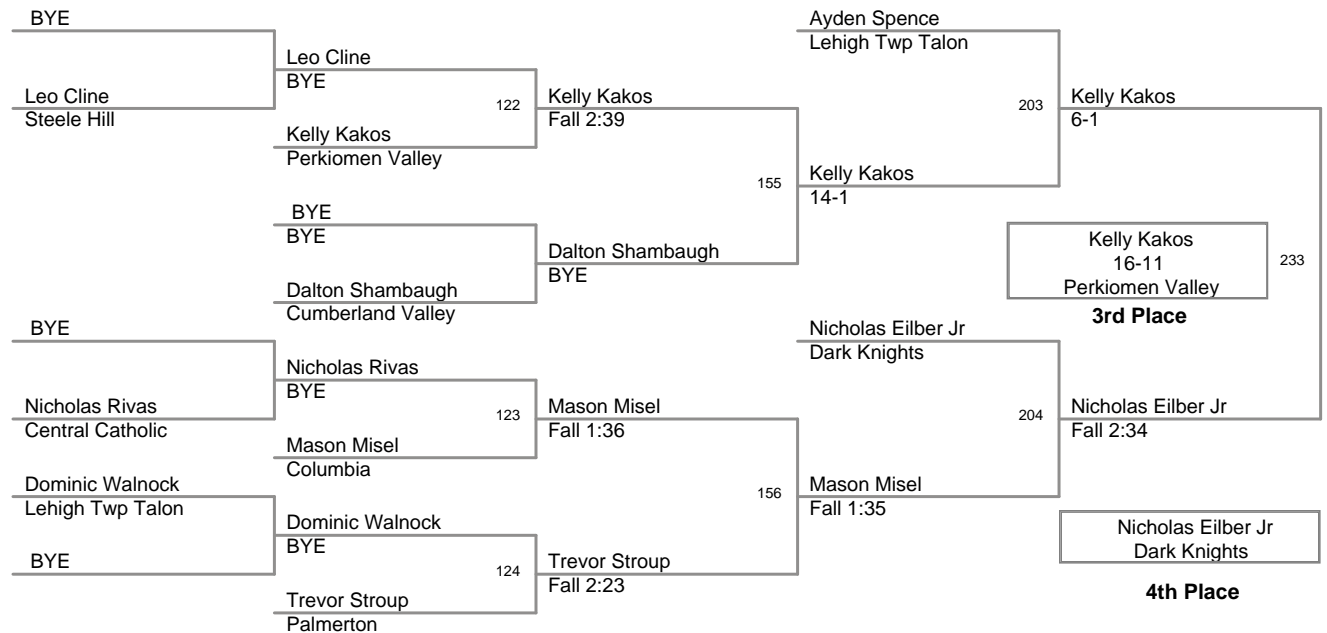 BYE
Leo Cline
Steele Hill
Leo Cline
BYE
122
Kelly Kakos
Perkiomen Valley
BYE
BYE
Dalton Shambaugh
Cumberland Valley
Kelly Kakos
Fall 2:39
155
Dalton Shambaugh
BYE
Ayden Spence
Lehigh Twp Talon
203
Kelly Kakos
14-1
Kelly Kakos
6-1
Kelly Kakos
16-11
Perkiomen Valley
233
3rd Place
BYE
Nicholas Rivas
Central Catholic
Nicholas Rivas
BYE
123
Mason Misel
Columbia
Dominic Walnock
Lehigh Twp Talon
BYE
Dominic Walnock
BYE
124
Trevor Stroup
Palmerton
Mason Misel
Fall 1:36
156
Trevor Stroup
Fall 2:23
Nicholas Eilber Jr
Dark Knights
204
Mason Misel
Fall 1:35
Nicholas Eilber Jr
Fall 2:34
Nicholas Eilber Jr
Dark Knights
4th Place